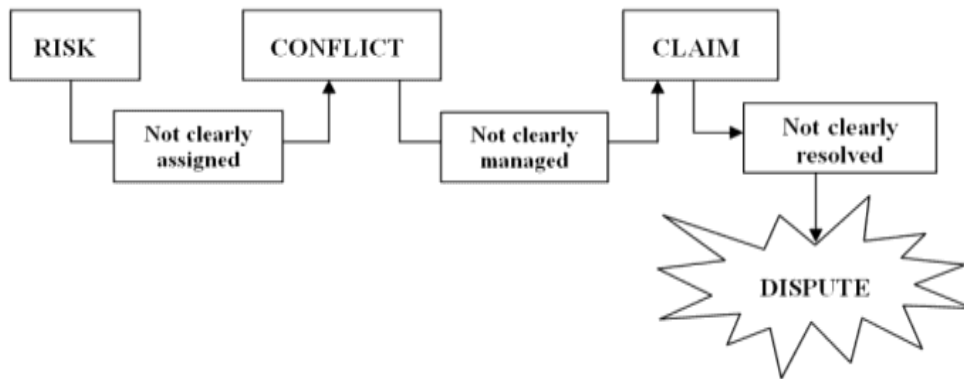 RISK
CONFLICT
CLAIM
Not clearly
assigned
Not clearly
managed
Not clearly
resolved
DISPUTE